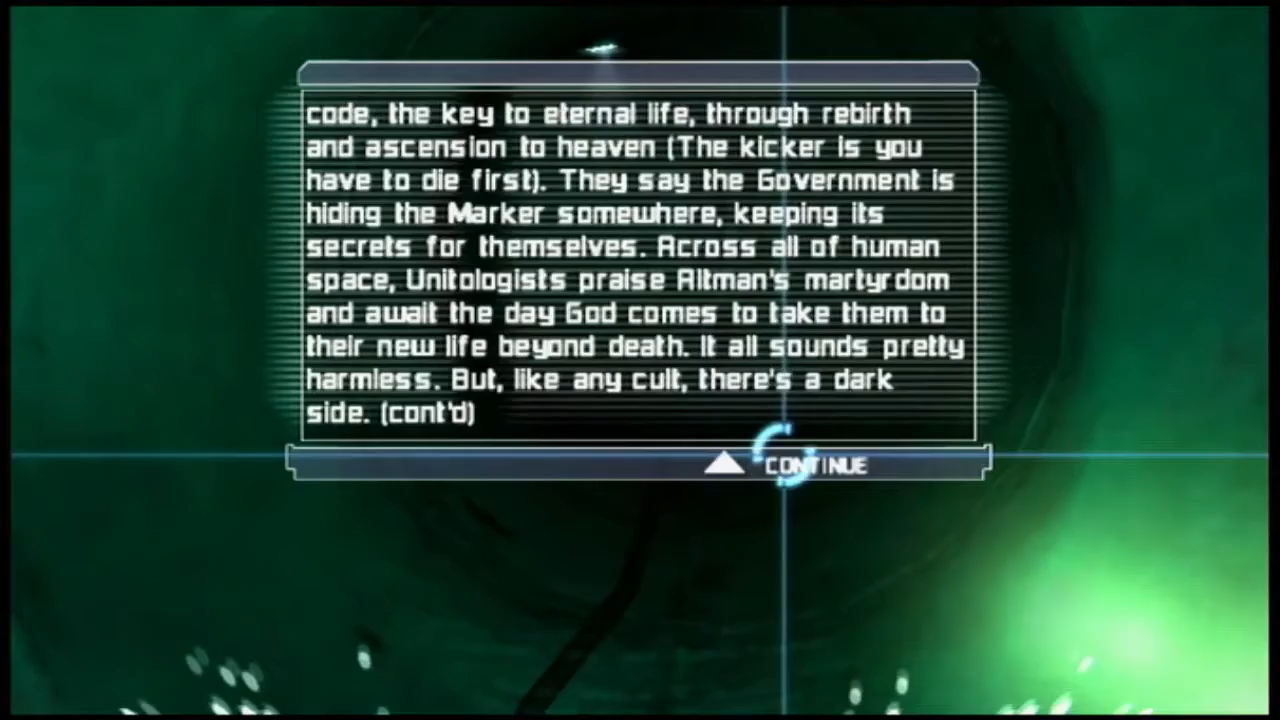 code, the key to eternal life, through rebirth
and ascension to heaven (The kicker is you
have to die first). They say the Government is
hiding the Marker somewhere, keeping its
secrets for themselves. Across all of human
space, Unitologists praise Altman's martyrdom
and await the day God comes to take them to
their new life beyond death. It all sounds pretty
harmless. But, like any cult, there's a dark
side. (cont'd)
CONTINUE